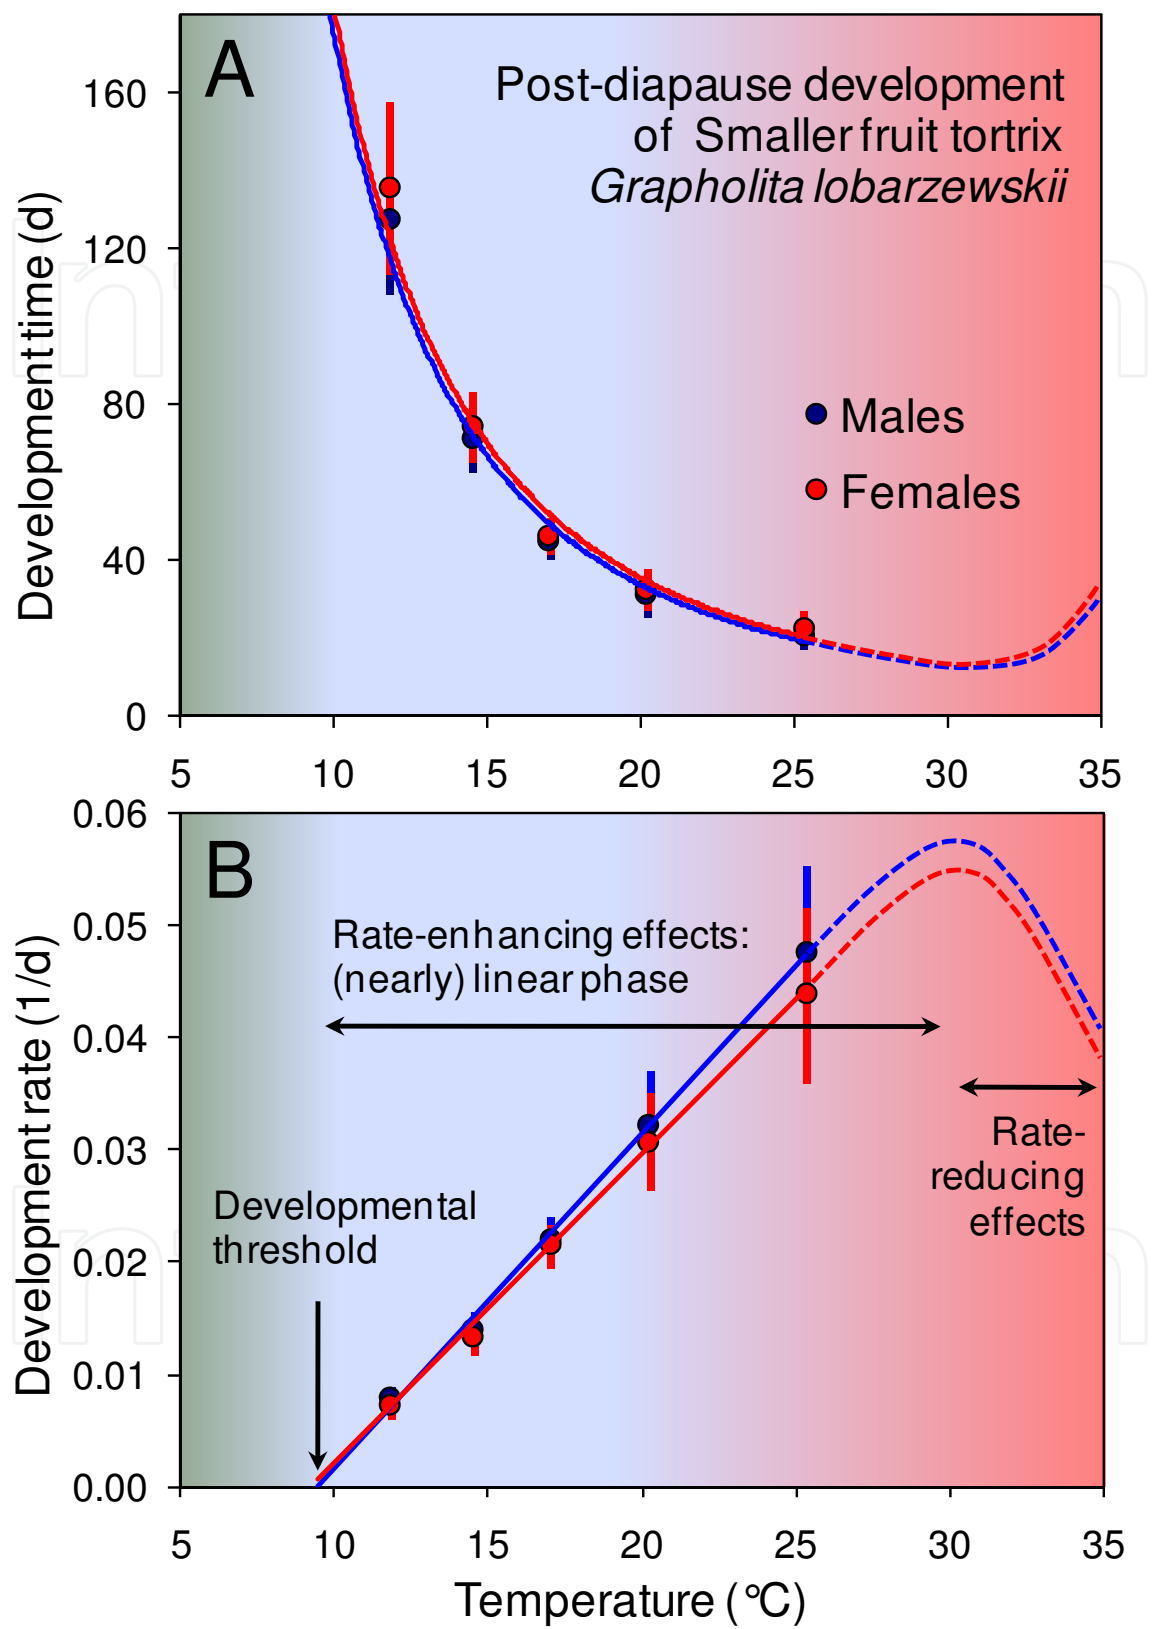 A
Post-diapause development
of Smaller fruit tortrix
Grapholita lobarzewskii
Development time (d)
160
120
80
40
0
Males
Females
5 10 15 20 25 30 35
B
Development rate (1/d)
0.06
0.05
0.04
0.03
0.02
0.01
0.00
Rate-enhancing effects:
(nearly) linear phase
Rate-
reducing
effects
Developmental
threshold
5 10 15 20 25 30 35
Temperature (°C)